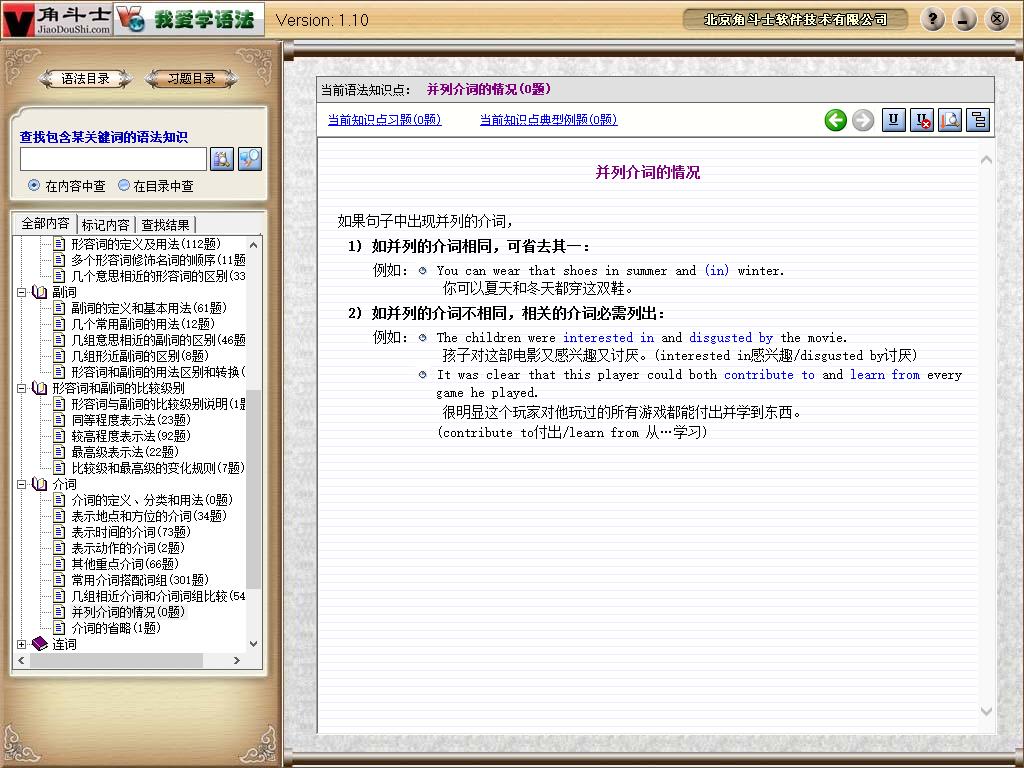 角斗士
JiaoDouShi.com
我爱学语法
Version: 1.10
北京角斗士软件技术有限公司
语法目录
习题目录
查找包含某关键词的语法知识
在内容中查
在目录中查
全部内容
标记内容
查找结果
形容词的定义及用法(112题)
多个形容词修饰名词的顺序(11题
几个意思相近的形容词的区别(33
副词
副词的定义和基本用法(61题)
几个常用副词的用法(12题)
几组意思相近的副词的区别(46题
几组形近副词的区别(8题)
形容词和副词的用法区别和转换(
形容词和副词的比较级别
形容词与副词的比较级别说明(1题
同等程度表示法(23题)
较高程度表示法(92题)
最高级表示法(22题)
比较级和最高级的变化规则(7题)
介词
介词的定义、分类和用法(0题)
表示地点和方位的介词(34题)
表示时间的介词(73题)
表示动作的介词(2题)
其他重点介词(66题)
常用介词搭配词组(301题)
几组相近介词和介词词组比较(54
并列介词的情况(0题)
介词的省略(1题)
连词
当前语法知识点： 并列介词的情况(0题)
当前知识点习题(0题)
当前知识点典型例题(0题)
并列介词的情况
如果句子中出现并列的介词，
1) 如并列的介词相同，可省去其一：
例如： You can wear that shoes in summer and (in) winter.
你可以夏天和冬天都穿这双鞋。
2) 如并列的介词不相同，相关的介词必需列出：
例如： The children were interested in and disgusted by the movie.
孩子对这部电影又感兴趣又讨厌。(interested in感兴趣/disgusted by讨厌)
It was clear that this player could both contribute to and learn from every
game he played.
很明显这个玩家对他玩过的所有游戏都能付出并学到东西。
(contribute to付出/learn from 从…学习)